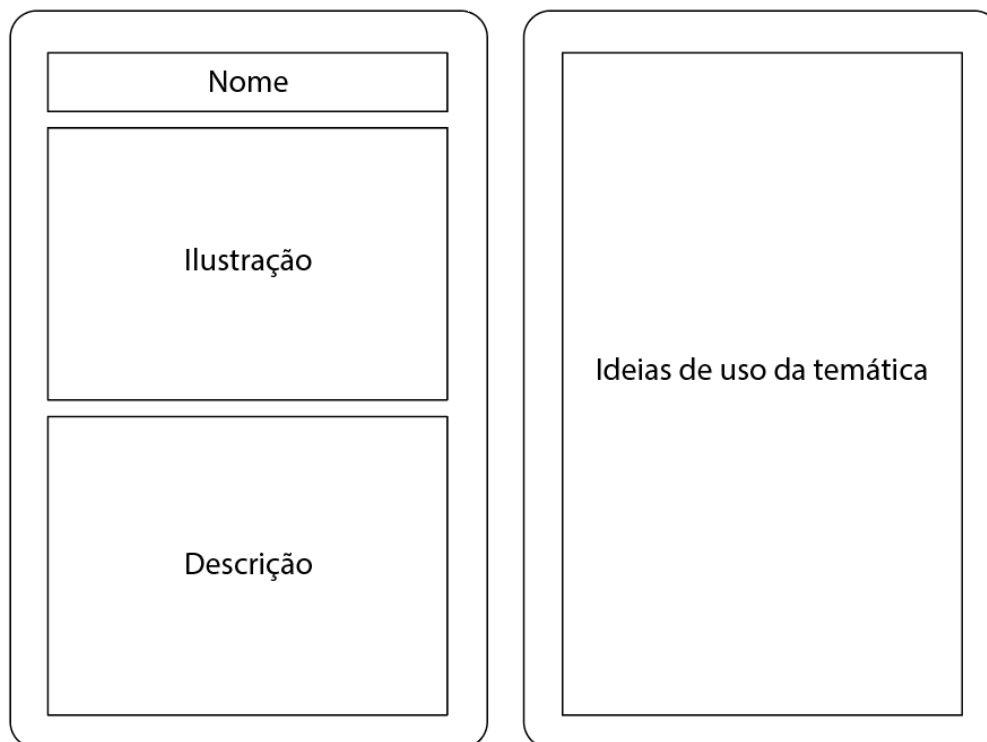 Nome
Ilustração
Descrição
Ideias de uso da temática